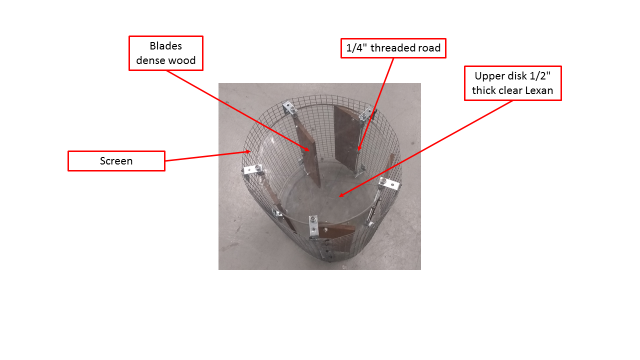 Blades
dense wood
1/4" threaded road
Upper disk 1/2"
thick clear Lexan
Screen